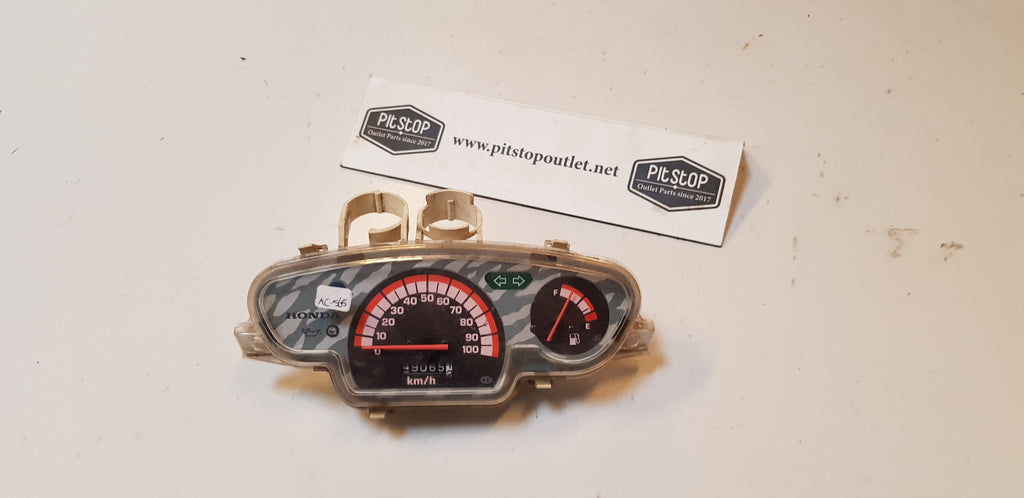 PitStoP
Outlet Parts since 2017
www.pitstopoutlet.net
PitStoP
Outlet Parts since 2017
AC 565
HONDA
0
10
20
30
40
50
60
70
80
90
100
km/h
F
E